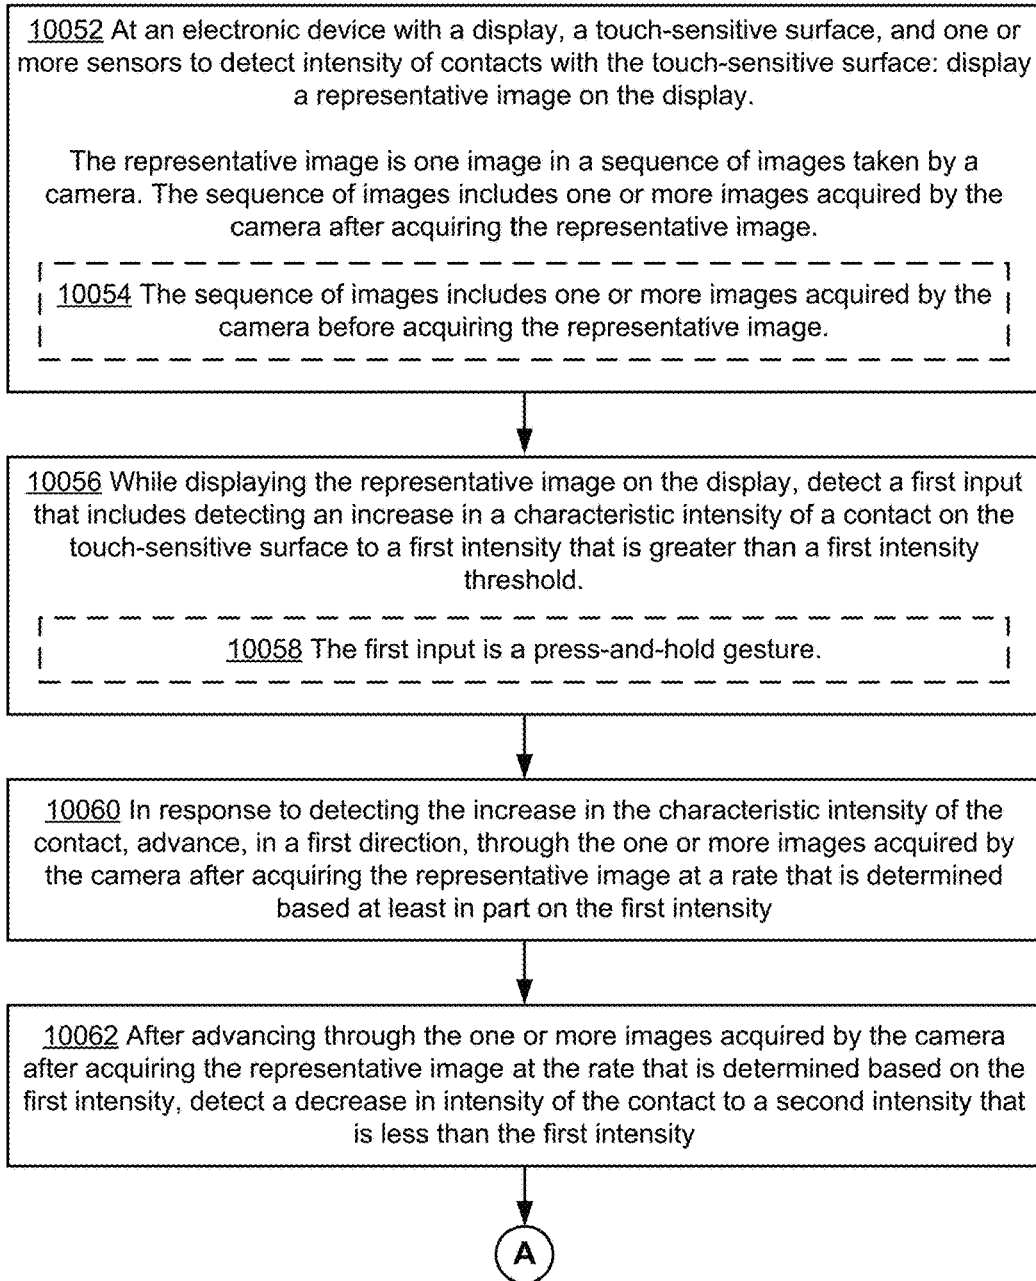 10052 At an electronic device with a display, a touch-sensitive surface, and one or
more sensors to detect intensity of contacts with the touch-sensitive surface: display
a representative image on the display.
The representative image is one image in a sequence of images taken by a
camera. The sequence of images includes one or more images acquired by the
camera after acquiring the representative image.
10054 The sequence of images includes one or more images acquired by the
camera before acquiring the representative image.
10056 While displaying the representative image on the display, detect a first input
that includes detecting an increase in a characteristic intensity of a contact on the
touch-sensitive surface to a first intensity that is greater than a first intensity
threshold.
10058 The first input is a press-and-hold gesture.
10060 In response to detecting the increase in the characteristic intensity of the
contact, advance, in a first direction, through the one or more images acquired by
the camera after acquiring the representative image at a rate that is determined
based at least in part on the first intensity
10062 After advancing through the one or more images acquired by the camera
after acquiring the representative image at the rate that is determined based on the
first intensity, detect a decrease in intensity of the contact to a second intensity that
is less than the first intensity
A